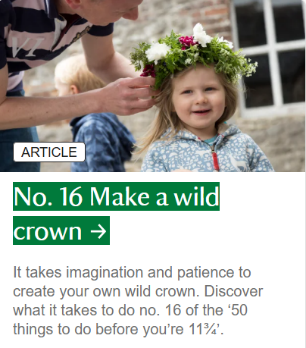 ARTICLE
No. 16 Make a wild
crown →
It takes imagination and patience to
create your own wild crown. Discover
what it takes to do no. 16 of the ‘50
things to do before you’re 11¾’.